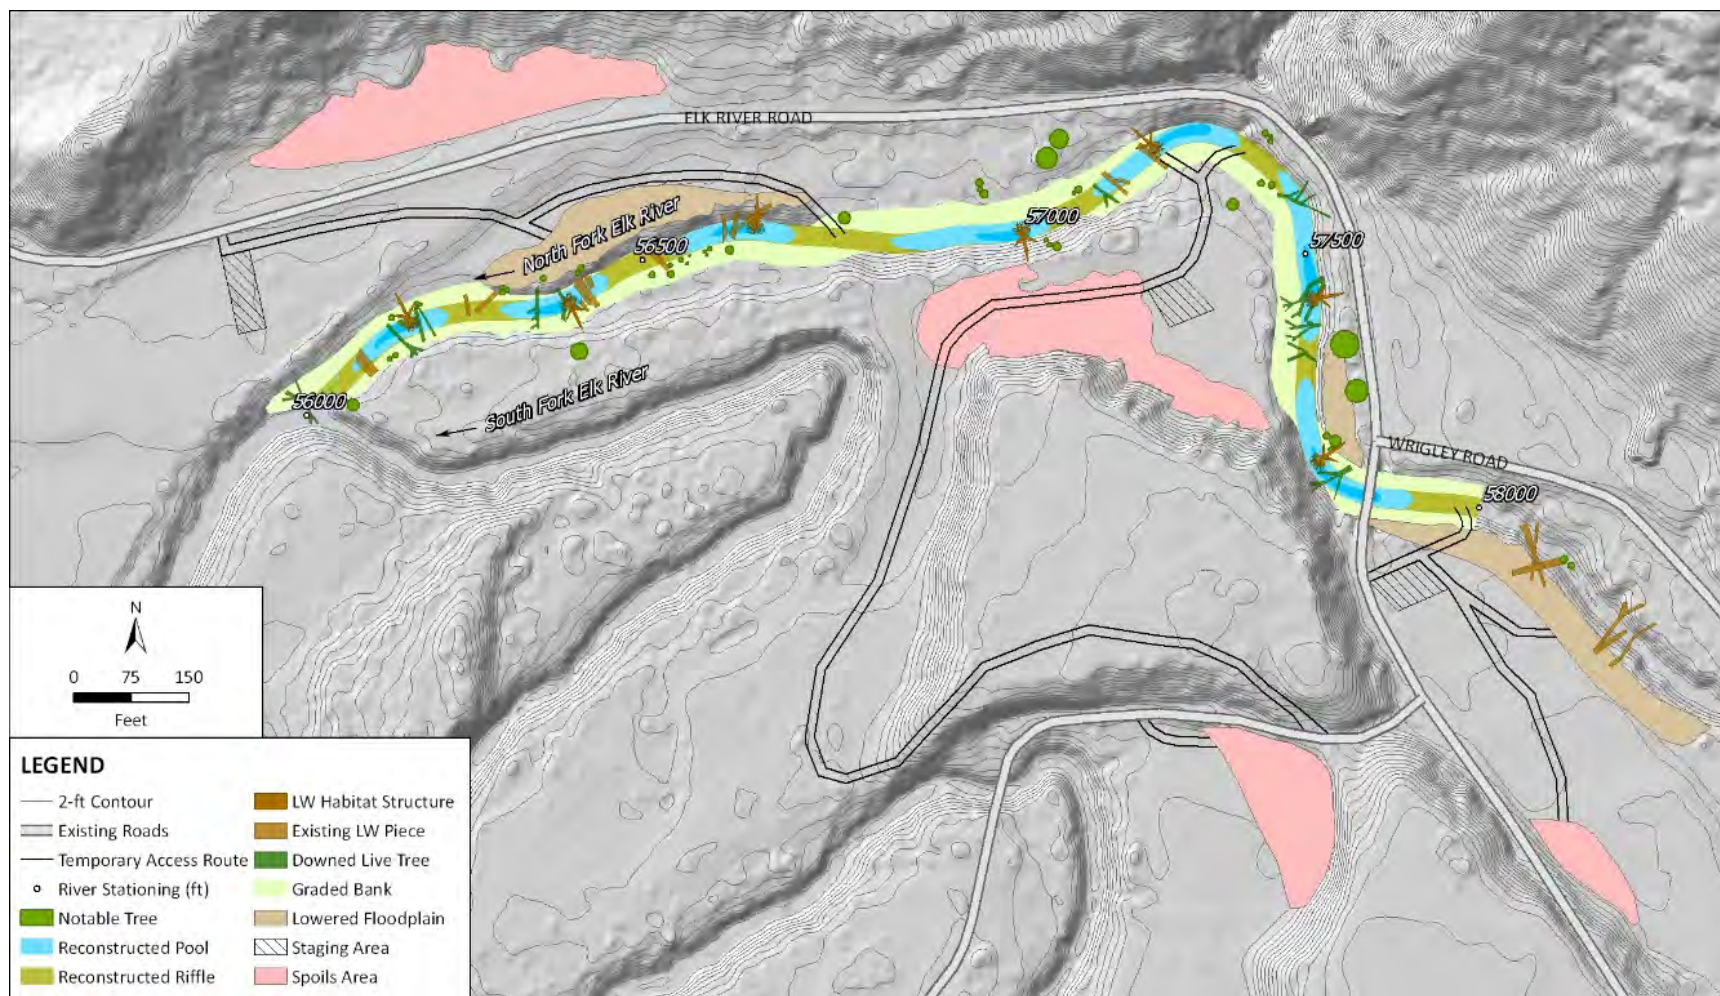 ELK RIVER ROAD
North Fork Elk River
56500
57000
57500
South Fork Elk River
56000
WRIGLEY ROAD
58000
N
0 75 150
Feet
LEGEND
2-ft Contour
Existing Roads
Temporary Access Route
River Stationing (ft)
Notable Tree
Reconstructed Pool
Reconstructed Riffle
LW Habitat Structure
Existing LW Piece
Downed Live Tree
Graded Bank
Lowered Floodplain
Staging Area
Spoils Area